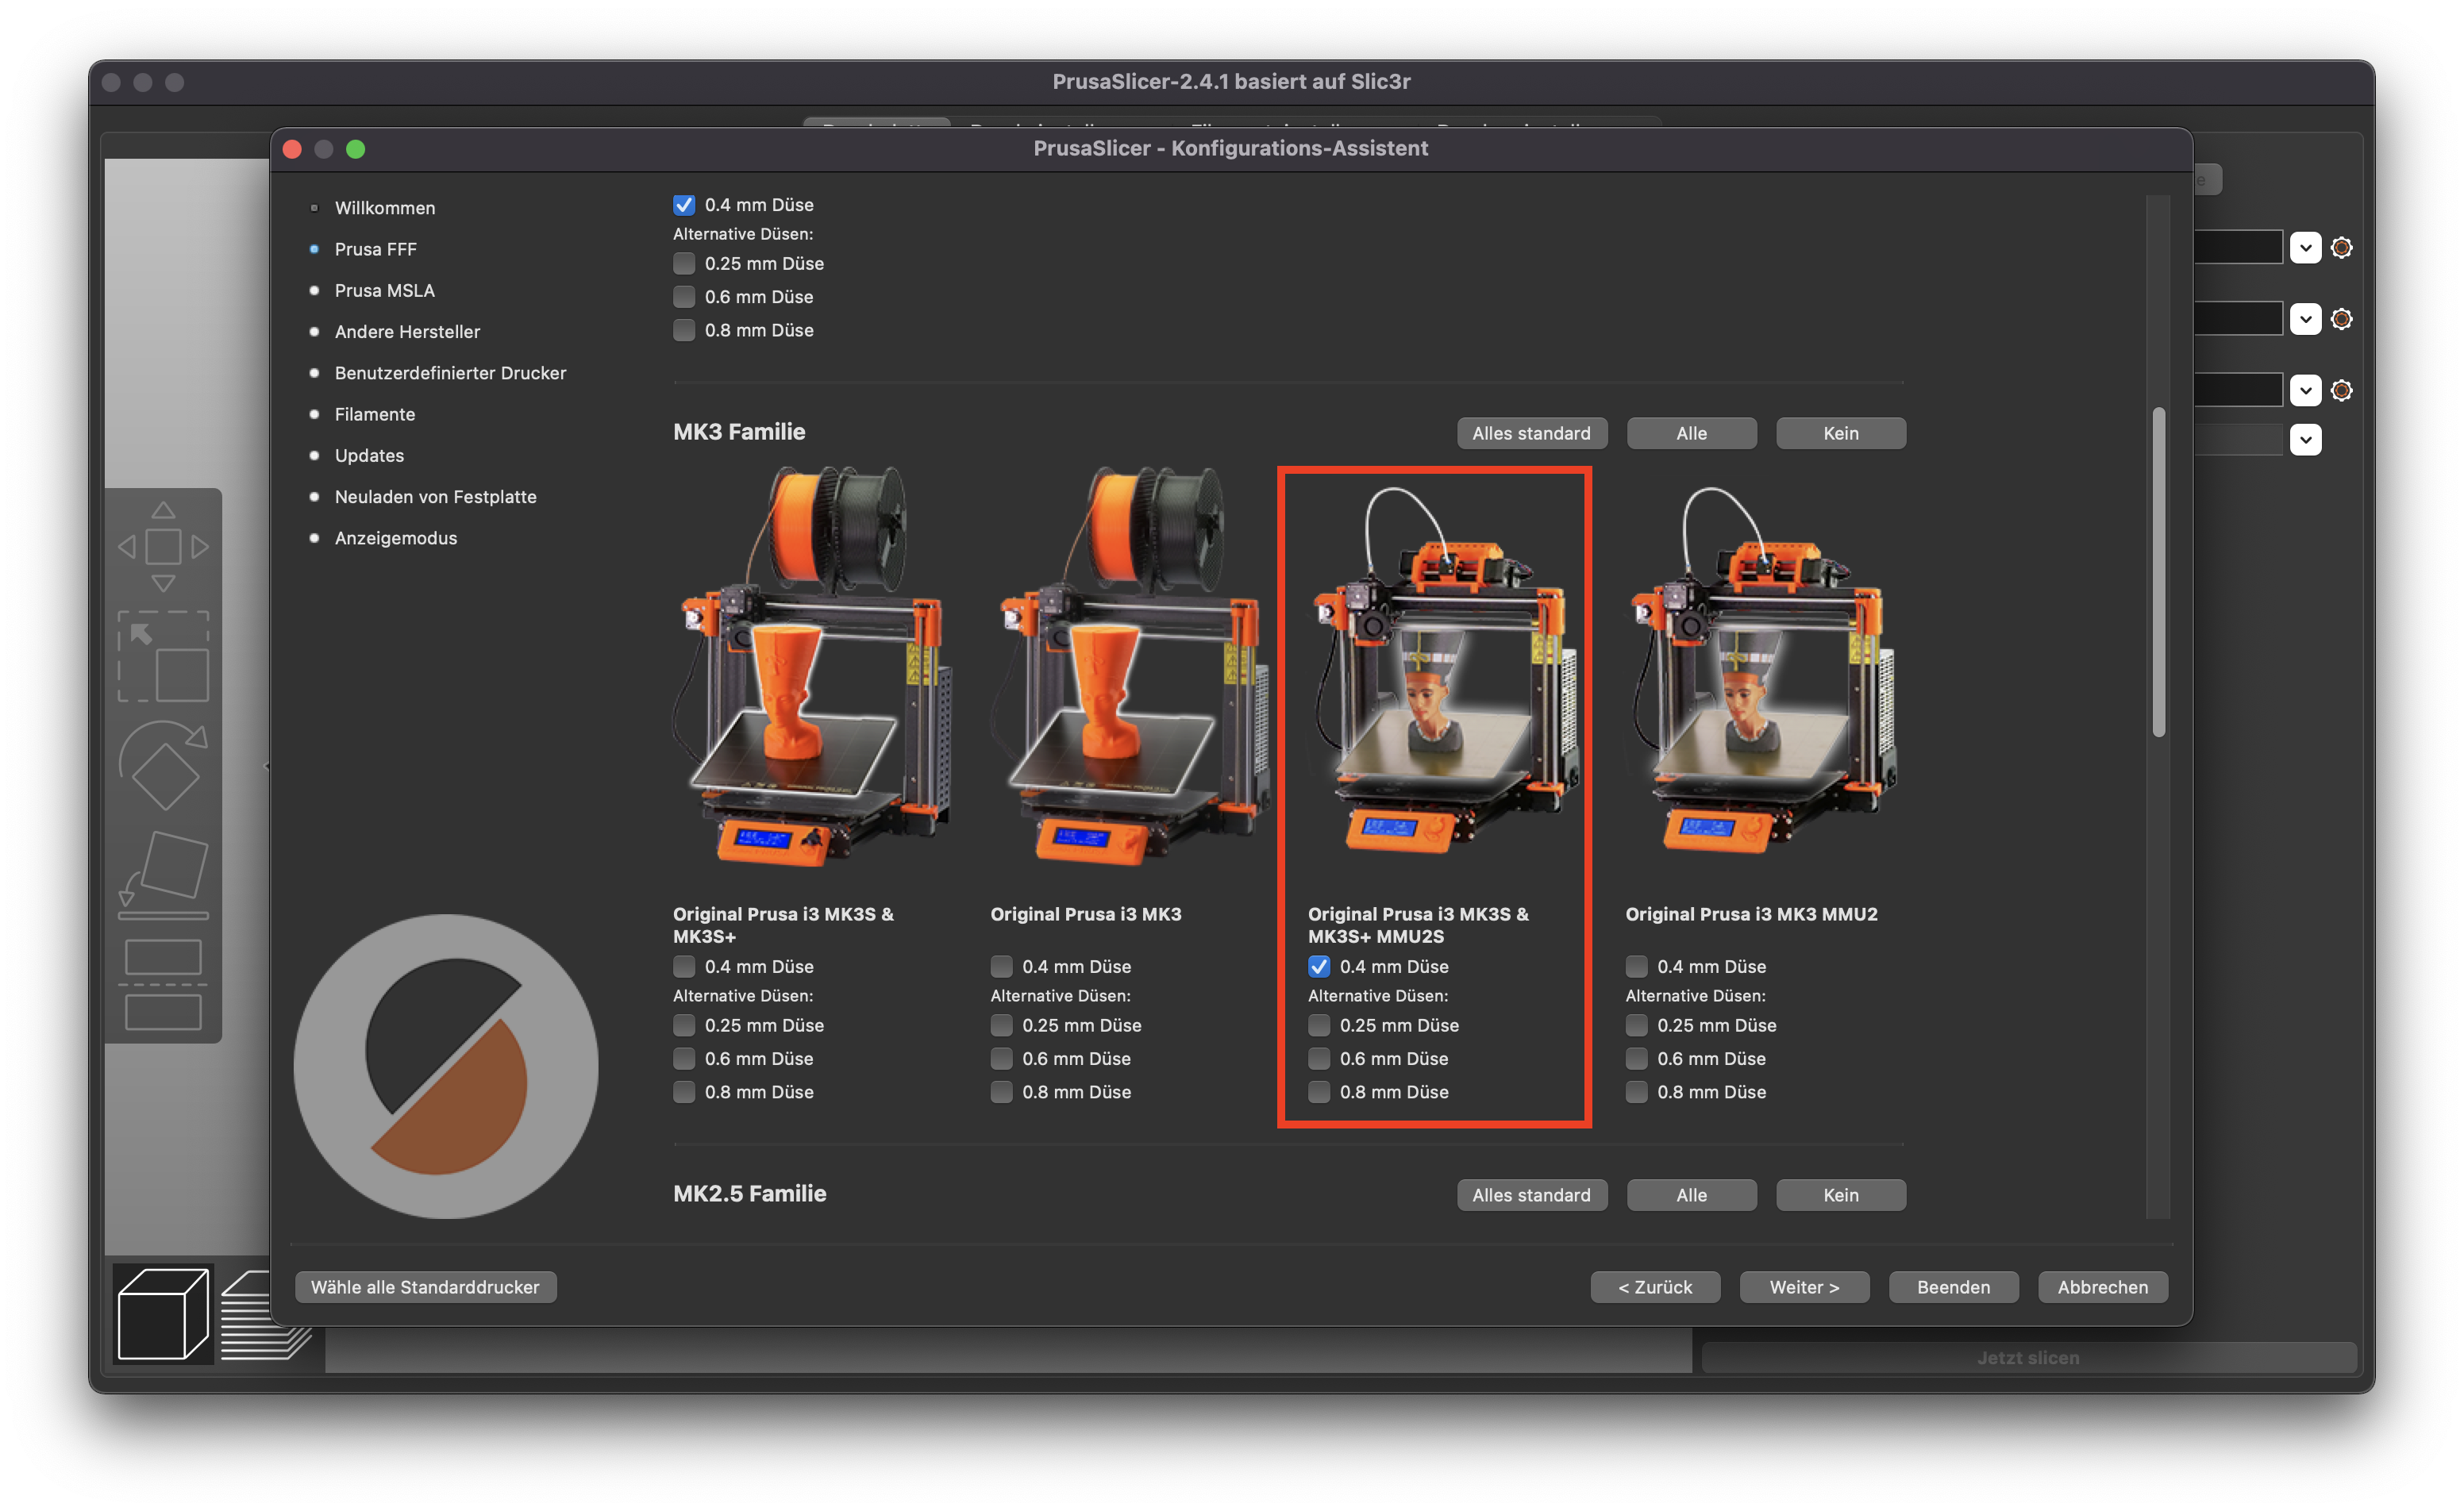 PrusaSlicer-2.4.1 basiert auf Slic3r
PrusaSlicer - Konfigurations-Assistent
Willkommen
Prusa FFF
Prusa MSLA
Andere Hersteller
Benutzerdefinierter Drucker
Filamente
Updates
Neuladen von Festplatte
Anzeigemodus
0.4 mm Düse
Alternative Düsen:
0.25 mm Düse
0.6 mm Düse
0.8 mm Düse
MK3 Familie
Alles standard
Alle
Kein
Original Prusa i3 MK3S &
MK3S+
0.4 mm Düse
Alternative Düsen:
0.25 mm Düse
0.6 mm Düse
0.8 mm Düse
Original Prusa i3 MK3
0.4 mm Düse
Alternative Düsen:
0.25 mm Düse
0.6 mm Düse
0.8 mm Düse
Original Prusa i3 MK3S &
MK3S+ MMU2S
0.4 mm Düse
Alternative Düsen:
0.25 mm Düse
0.6 mm Düse
0.8 mm Düse
Original Prusa i3 MK3 MMU2
0.4 mm Düse
Alternative Düsen:
0.25 mm Düse
0.6 mm Düse
0.8 mm Düse
MK2.5 Familie
Alles standard
Alle
Kein
Wähle alle Standarddrucker
< Zurück
Weiter >
Beenden
Abbrechen
Jetzt slicen